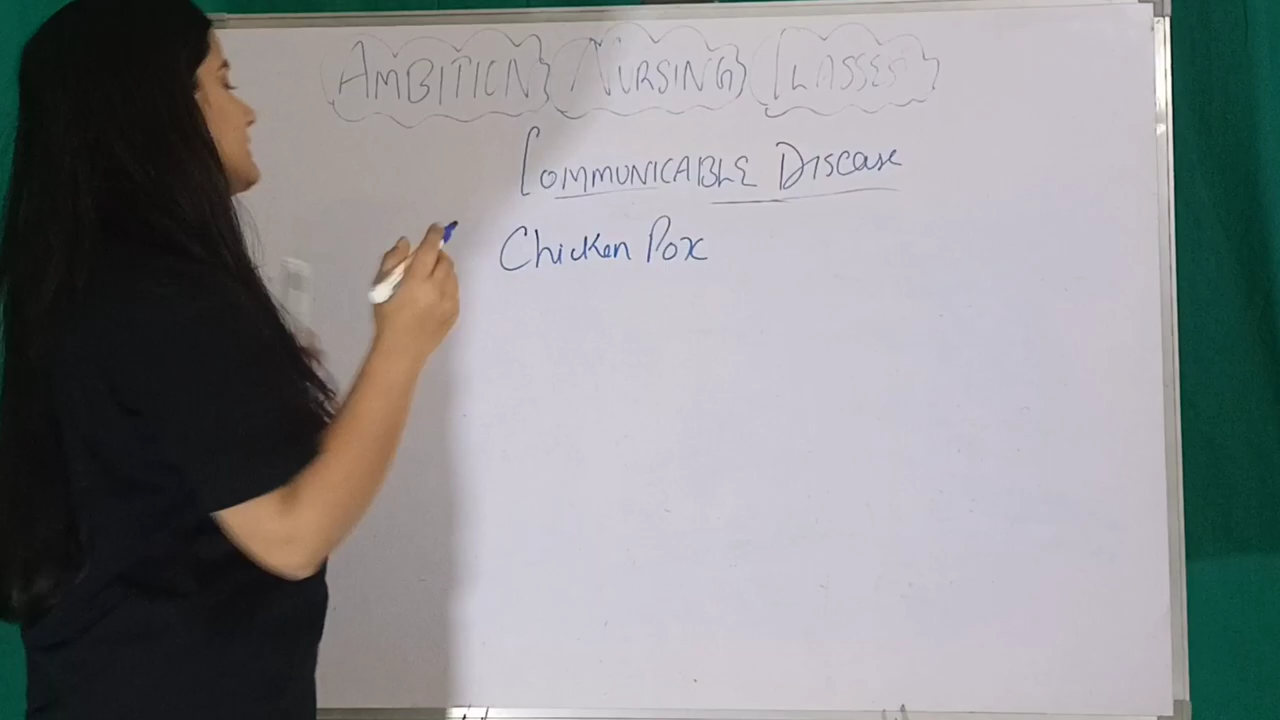 AMBITION NURSING CLASSES
COMMUNICABLE DISEASE
Chicken Pox